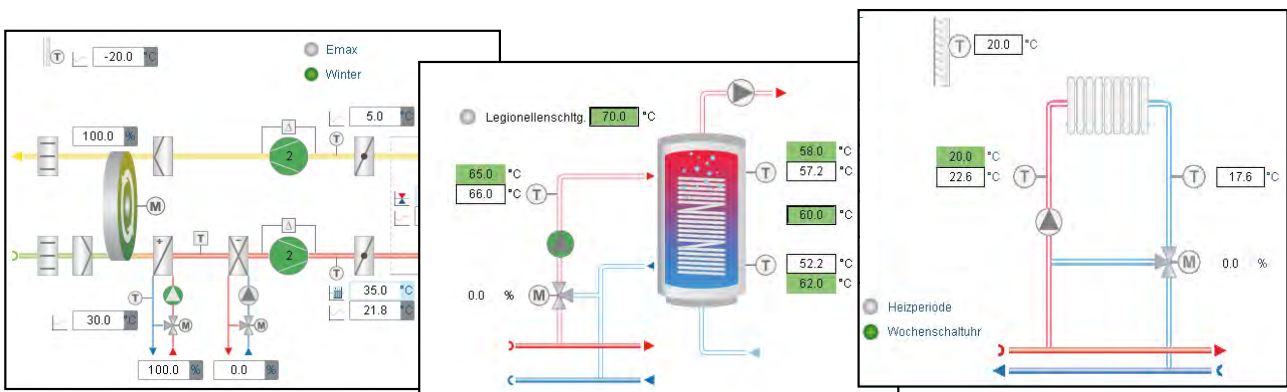 T -20.0 °C
Emax
Winter
100.0 %
5.0 °C
Δ
2
T
M
T
Δ
2
T
T
35.0 °C
21.8 °C
30.0 °C
M
M
100.0 %
0.0 %
+
-
Legionellenschltg. 70.0 °C
65.0 °C
66.0 °C
T
58.0 °C
57.2 °C
T
60.0 °C
52.2 °C
62.0 °C
T
0.0 %
M
T 20.0 °C
20.0 °C
22.6 °C
T
T
17.6 °C
M
0.0 %
Heizperiode
Wochenschaltuhr